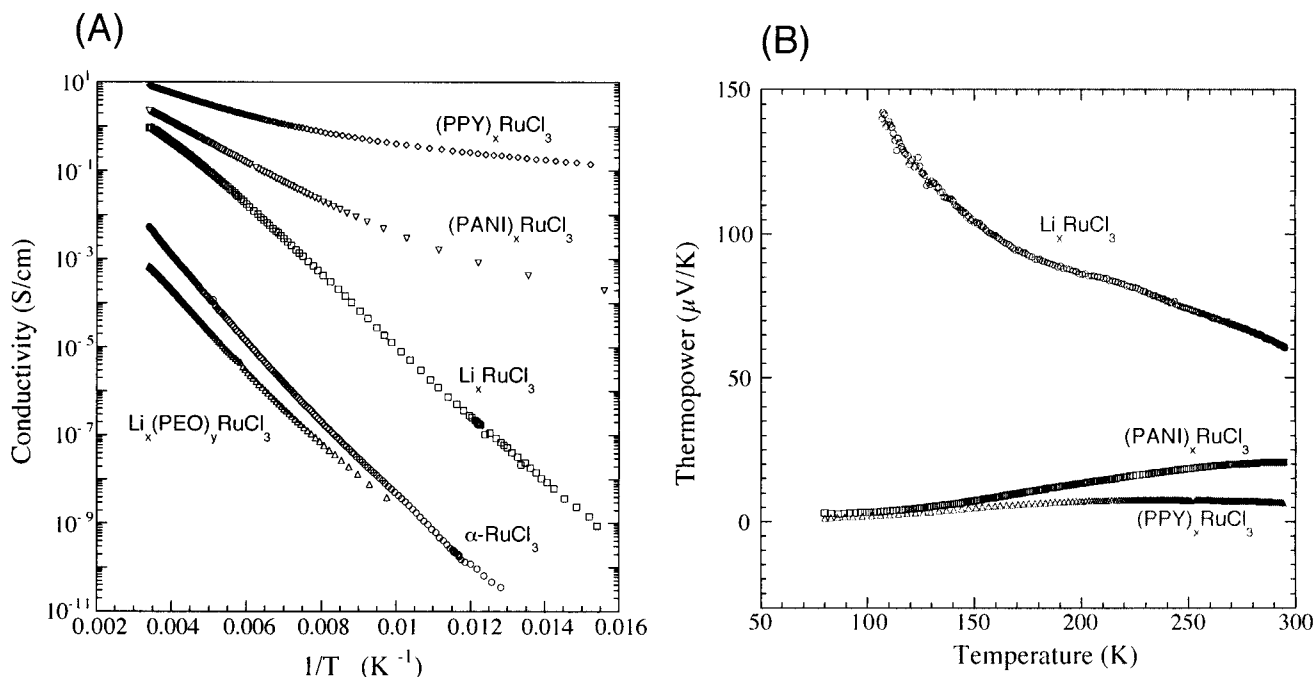 (A)
(B)
10¹
10⁻¹
10⁻³
10⁻⁵
10⁻⁷
10⁻⁹
10⁻¹¹
Conductivity (S/cm)
(PPY)ₓRuCl₃
(PANI)ₓRuCl₃
LiₓRuCl₃
Liₓ(PEO)ᵧRuCl₃
α-RuCl₃
0.002 0.004 0.006 0.008 0.01 0.012 0.014 0.016
1/T (K⁻¹)
150
100
50
0
Thermopower (μV/K)
LiₓRuCl₃
(PANI)ₓRuCl₃
(PPY)ₓRuCl₃
50 100 150 200 250 300
Temperature (K)